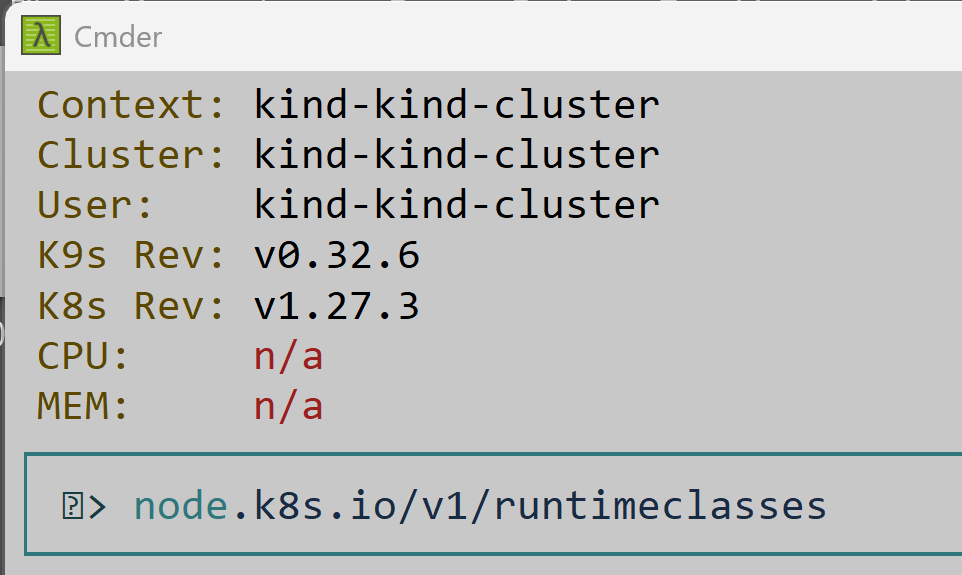 Cmder
Context: kind-kind-cluster
Cluster: kind-kind-cluster
User: kind-kind-cluster
K9s Rev: v0.32.6
K8s Rev: v1.27.3
CPU: n/a
MEM: n/a
> node.k8s.io/v1/runtimeclasses